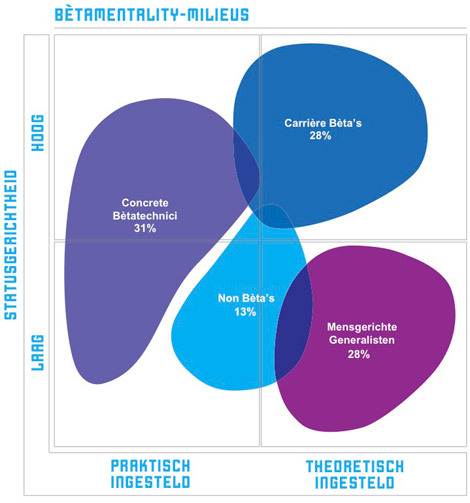 BÈTAMENTALITY-MILIEUS
STATUSGERICHTHEID
HOOG
LAAG
Carrière Bèta's
28%
Concrete
Bètatechnici
31%
Non Bèta's
13%
Mensgerichte
Generalisten
28%
PRAKTISCH
INGESTELD
THEORETISCH
INGESTELD